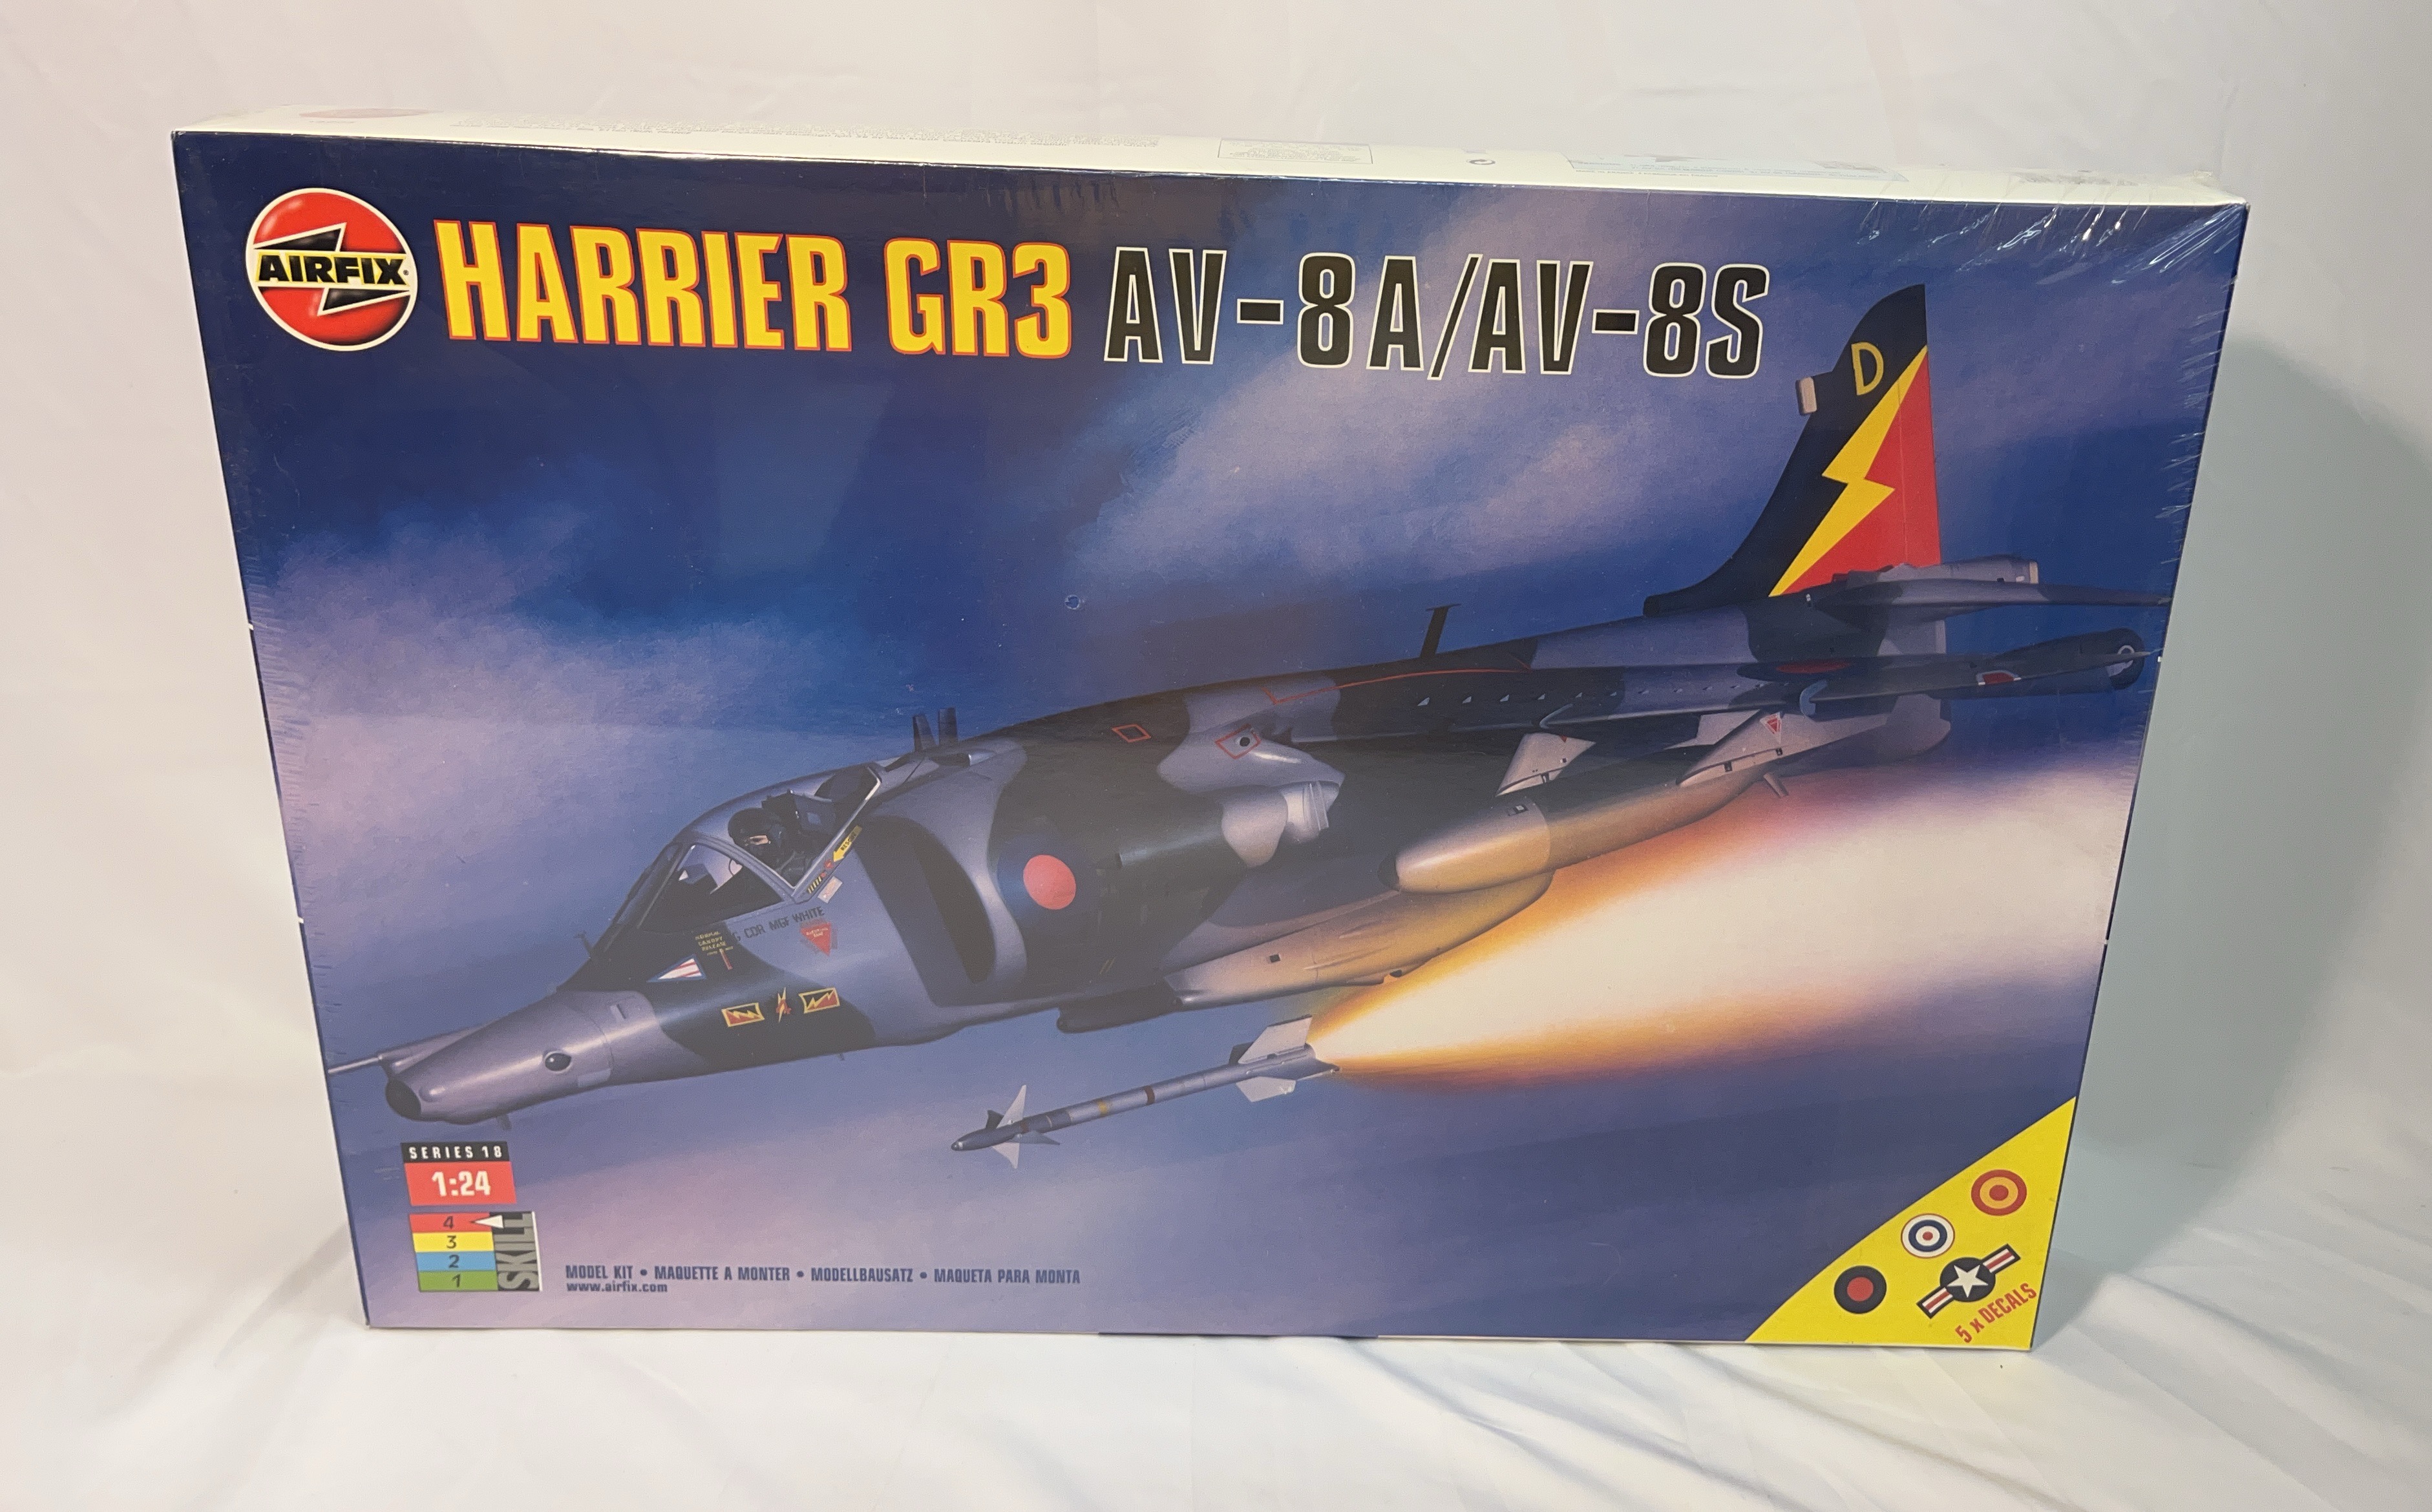 AIRFIX
HARRIER GR3 AV-8A/AV-8S
D
CDR MGF WHITE
SERIES 18
1:24
4
3
2
1
SKILL
MODEL KIT • MAQUETTE A MONTER • MODELLBAUSATZ • MAQUETA PARA MONTA
www.airfix.com
5 x DECALS